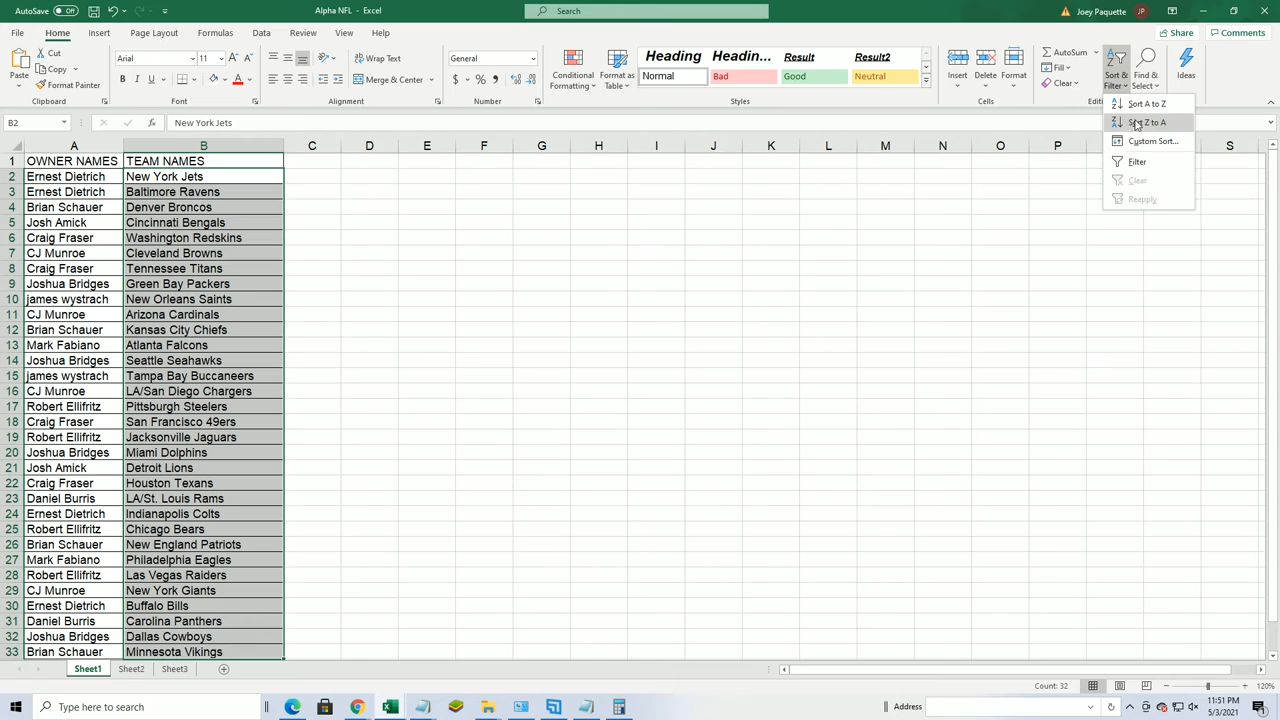 AutoSave Off Alpha NFL - Excel Search Joey Paquette JP
File Home Insert Page Layout Formulas Data Review View Help Share Comments
Paste Cut Copy Format Painter Clipboard
Arial 11 A A B I U A Font
Wrap Text Merge & Center Alignment
General $ % Number
Conditional Formatting Format as Table
Heading Headin... Result Result2
Normal Bad Good Neutral
Styles
Insert Delete Format Cells
AutoSum Fill Clear Sort & Filter Find & Select Editing
Ideas
Sort A to Z
Sort Z to A
Custom Sort...
Filter
Clear
Reapply
B2 fx New York Jets
A B C D E F G H I J K L M N O P S
1 OWNER NAMES TEAM NAMES
2 Ernest Dietrich New York Jets
3 Ernest Dietrich Baltimore Ravens
4 Brian Schauer Denver Broncos
5 Josh Amick Cincinnati Bengals
6 Craig Fraser Washington Redskins
7 CJ Munroe Cleveland Browns
8 Craig Fraser Tennessee Titans
9 Joshua Bridges Green Bay Packers
10 james wystrach New Orleans Saints
11 CJ Munroe Arizona Cardinals
12 Brian Schauer Kansas City Chiefs
13 Mark Fabiano Atlanta Falcons
14 Joshua Bridges Seattle Seahawks
15 james wystrach Tampa Bay Buccaneers
16 CJ Munroe LA/San Diego Chargers
17 Robert Ellifritz Pittsburgh Steelers
18 Craig Fraser San Francisco 49ers
19 Robert Ellifritz Jacksonville Jaguars
20 Joshua Bridges Miami Dolphins
21 Josh Amick Detroit Lions
22 Craig Fraser Houston Texans
23 Daniel Burris LA/St. Louis Rams
24 Ernest Dietrich Indianapolis Colts
25 Robert Ellifritz Chicago Bears
26 Brian Schauer New England Patriots
27 Mark Fabiano Philadelphia Eagles
28 Robert Ellifritz Las Vegas Raiders
29 CJ Munroe New York Giants
30 Ernest Dietrich Buffalo Bills
31 Daniel Burris Carolina Panthers
32 Joshua Bridges Dallas Cowboys
33 Brian Schauer Minnesota Vikings
Sheet1 Sheet2 Sheet3
Count: 32 120%
Type here to search Address 11:51 PM
5/3/2021